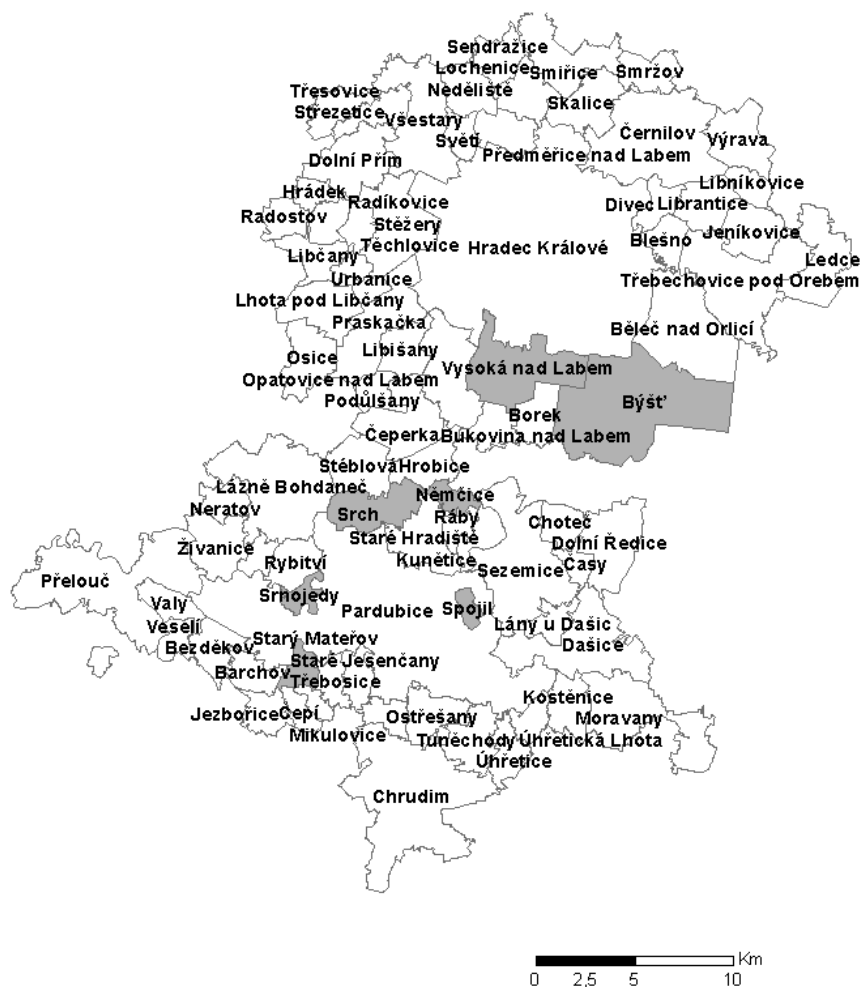 Sendražice
Lochenice
Smiřice
Smržov
Neděliště
Třesovice
Střezetice
Skalice
Všestary
Světí
Předměřice nad Labem
Černilov
Výrava
Dolní Přím
Hrádek
Radíkovice
Radostov
Stěžery
Těchlovice
Hradec Králové
Divec
Libníkovice
Librantice
Blešno
Jeníkovice
Ledce
Třebechovice pod Orebem
Libčany
Urbanice
Lhota pod Libčany
Praskačka
Běleč nad Orlicí
Osice
Libišany
Vysoká nad Labem
Opatovice nad Labem
Podůlšany
Býšť
Borek
Čeperka
Bukovina nad Labem
Stéblová
Hrobice
Lázně Bohdaneč
Neratov
Němčice
Srch
Ráby
Choteč
Staré Hradiště
Dolní Ředice
Živanice
Rybitví
Kunětice
Sezemice
Časy
Přelouč
Srnojedy
Valy
Pardubice
Spojil
Veselí
Lány u Dašic
Bezděkov
Starý Mateřov
Dašice
Barchov
Staré Jesenčany
Třebosice
Kostěnice
Jezbořice
Čepí
Ostřešany
Moravany
Mikulovice
Tuněchody
Úhřetická Lhota
Úhřetice
Chrudim
Km
0 2,5 5 10